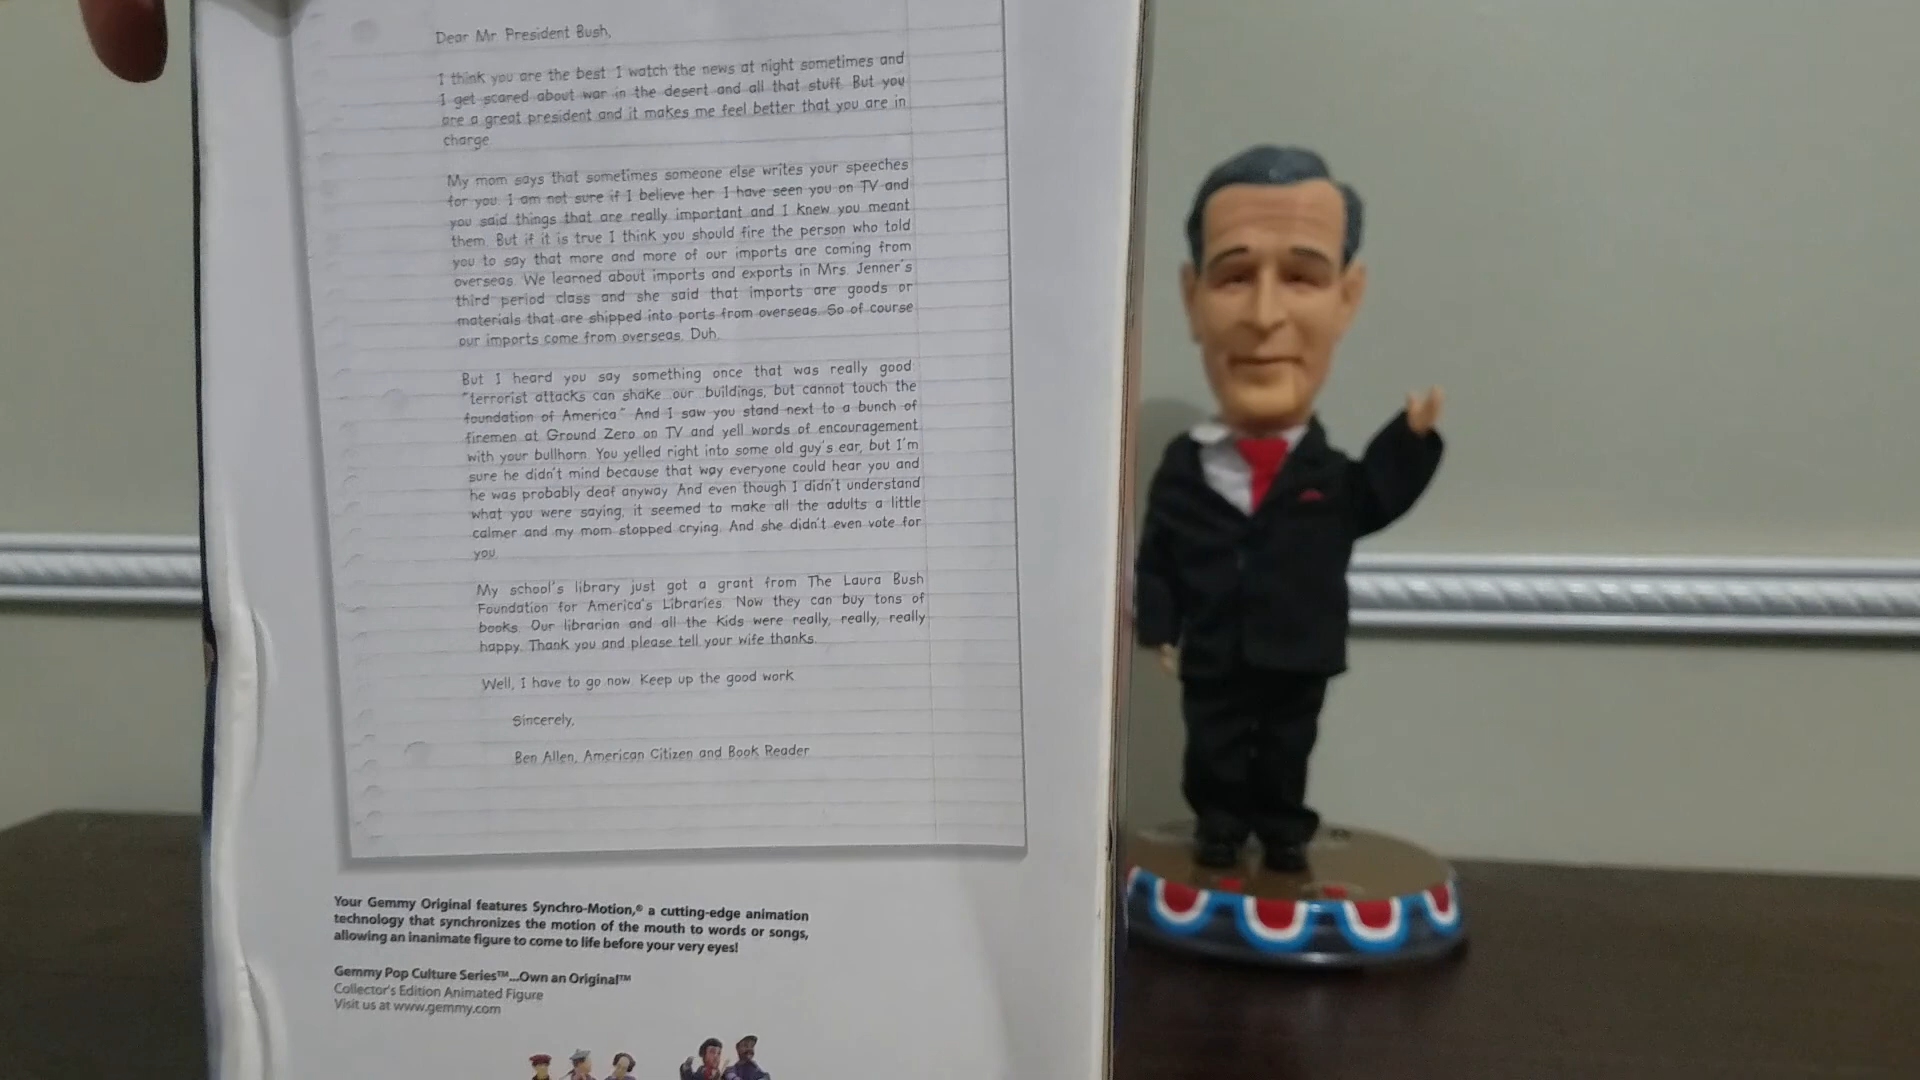 Dear Mr. President Bush,
I think you are the best. I watch the news at night sometimes and
I get scared about war in the desert and all that stuff. But you
are a great president and it makes me feel better that you are in
charge.
My mom says that sometimes someone else writes your speeches
for you. I am not sure if I believe her. I have seen you on TV and
you said things that are really important and I knew you meant
them. But if it is true I think you should fire the person who told
you to say that more and more of our imports are coming from
overseas. We learned about imports and exports in Mrs. Jenner's
third period class and she said that imports are goods or
materials that are shipped into ports from overseas. So of course
our imports come from overseas. Duh.
But I heard you say something once that was really good:
"terrorist attacks can shake our buildings, but cannot touch the
foundation of America." And I saw you stand next to a bunch of
firemen at Ground Zero on TV and yell words of encouragement
with your bullhorn. You yelled right into some old guy's ear, but I'm
sure he didn't mind because that way everyone could hear you and
he was probably deaf anyway. And even though I didn't understand
what you were saying, it seemed to make all the adults a little
calmer and my mom stopped crying. And she didn't even vote for
you.
My school's library just got a grant from The Laura Bush
Foundation for America's Libraries. Now they can buy tons of
books. Our librarian and all the kids were really, really, really
happy. Thank you and please tell your wife thanks.
Well, I have to go now. Keep up the good work.
Sincerely,
Ben Allen, American Citizen and Book Reader
Your Gemmy Original features Synchro-Motion,® a cutting-edge animation
technology that synchronizes the motion of the mouth to words or songs,
allowing an inanimate figure to come to life before your very eyes!
Gemmy Pop Culture Series™...Own an Original™
Collector's Edition Animated Figure
Visit us at www.gemmy.com